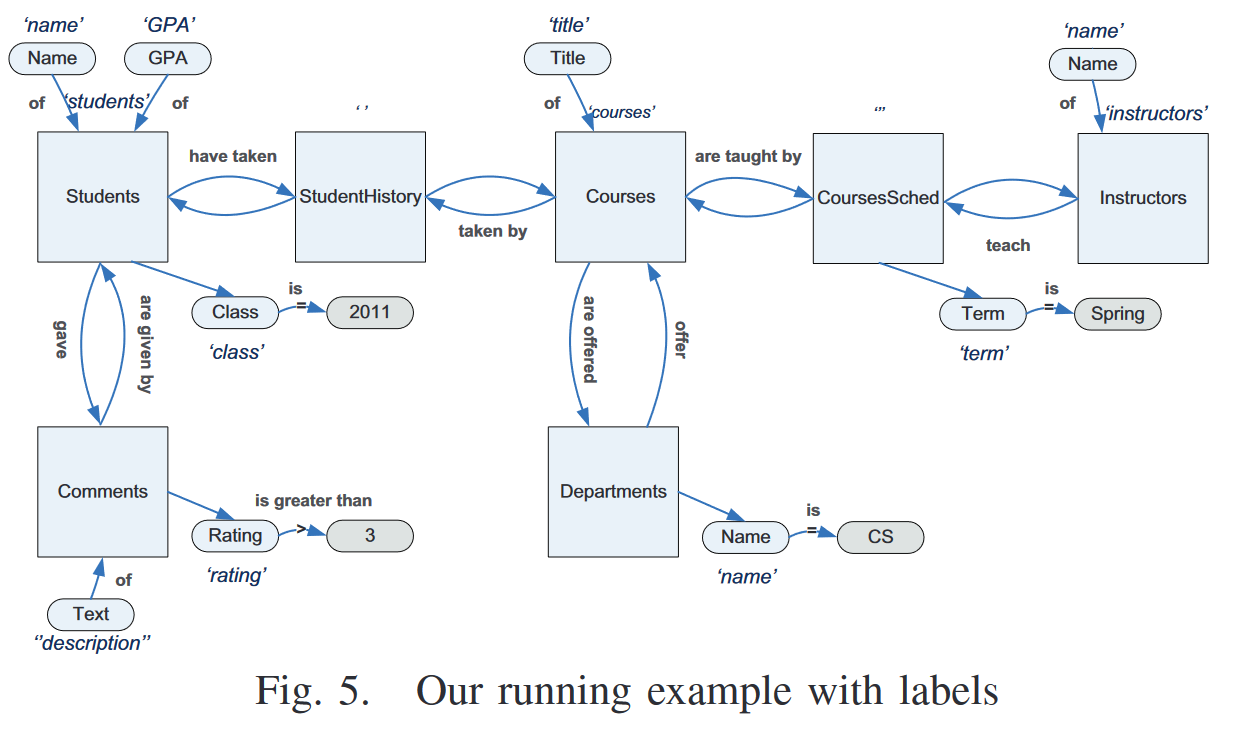 ‘name’ ‘GPA’ ‘title’ ‘name’
Name GPA Title Name
of ‘students’ of ‘ ’ of ‘courses’ “’ of ‘instructors’
have taken are taught by
Students StudentHistory Courses CoursesSched Instructors
taken by teach
is is
Class = 2011 Term = Spring
‘class’ ‘term’
gave are given by are offered offer
Comments Departments
is greater than is
Rating > 3 Name = CS
‘rating’ ‘name’
of
Text
‘’description’’
Fig. 5. Our running example with labels